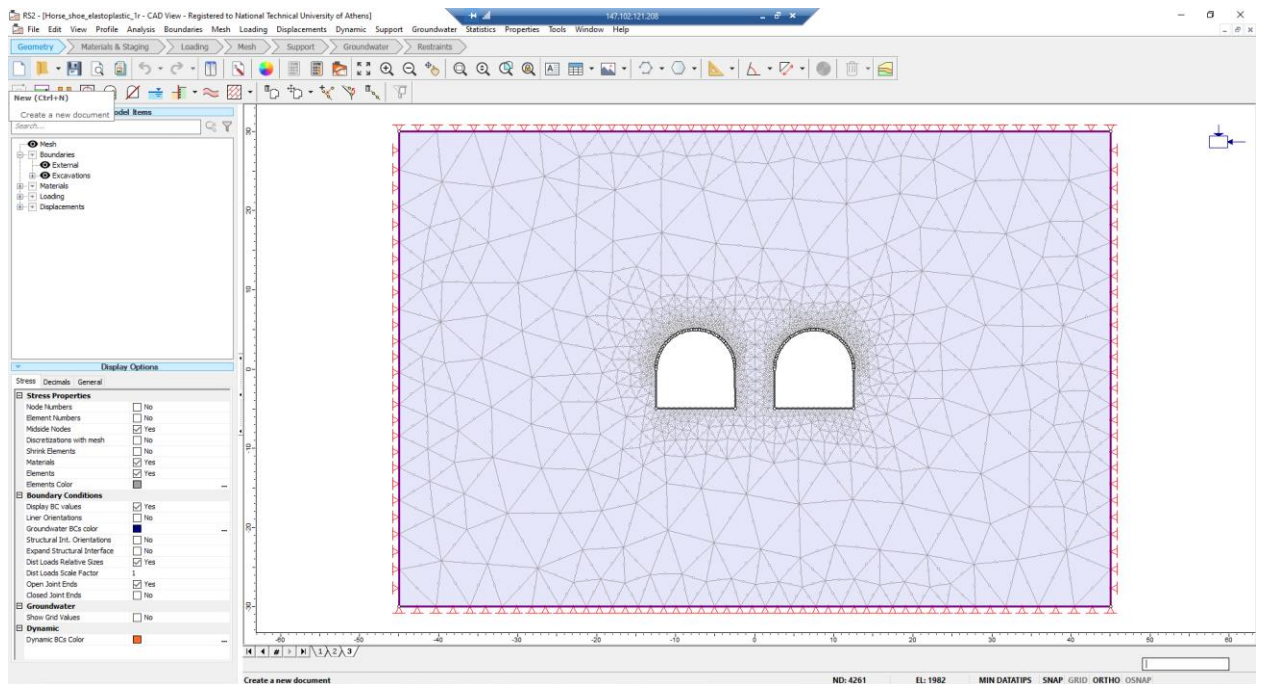 RS2 - [Horse_shoe_elastoplastic_1r - CAD View - Registered to National Technical University of Athens]
147.102.121.208
File Edit View Profile Analysis Boundaries Mesh Loading Displacements Dynamic Support Groundwater Statistics Properties Tools Window Help
Geometry Materials & Staging Loading Mesh Support Groundwater Restraints
New (Ctrl+N)
Create a new document
odel Items
Search...
Mesh
Boundaries
External
Excavations
Materials
Loading
Displacements
Display Options
Stress Decimals General
Stress Properties
Node Numbers No
Element Numbers No
Midside Nodes Yes
Discretizations with mesh No
Shrink Elements No
Materials Yes
Elements Yes
Elements Color ...
Boundary Conditions
Display BC values Yes
Liner Orientations No
Groundwater BCs color ...
Structural Int. Orientations No
Expand Structural Interface No
Dist Loads Relative Sizes Yes
Dist Loads Scale Factor 1
Open Joint Ends Yes
Closed Joint Ends No
Groundwater
Show Grid Values No
Dynamic
Dynamic BCs Color ...
30
20
10
0
-10
-20
-30
-60 -50 -40 -30 -20 -10 0 10 20 30 40 50 60
1 2 3
Create a new document ND: 4261 EL: 1982 MIN DATATIPS SNAP GRID ORTHO OSNAP